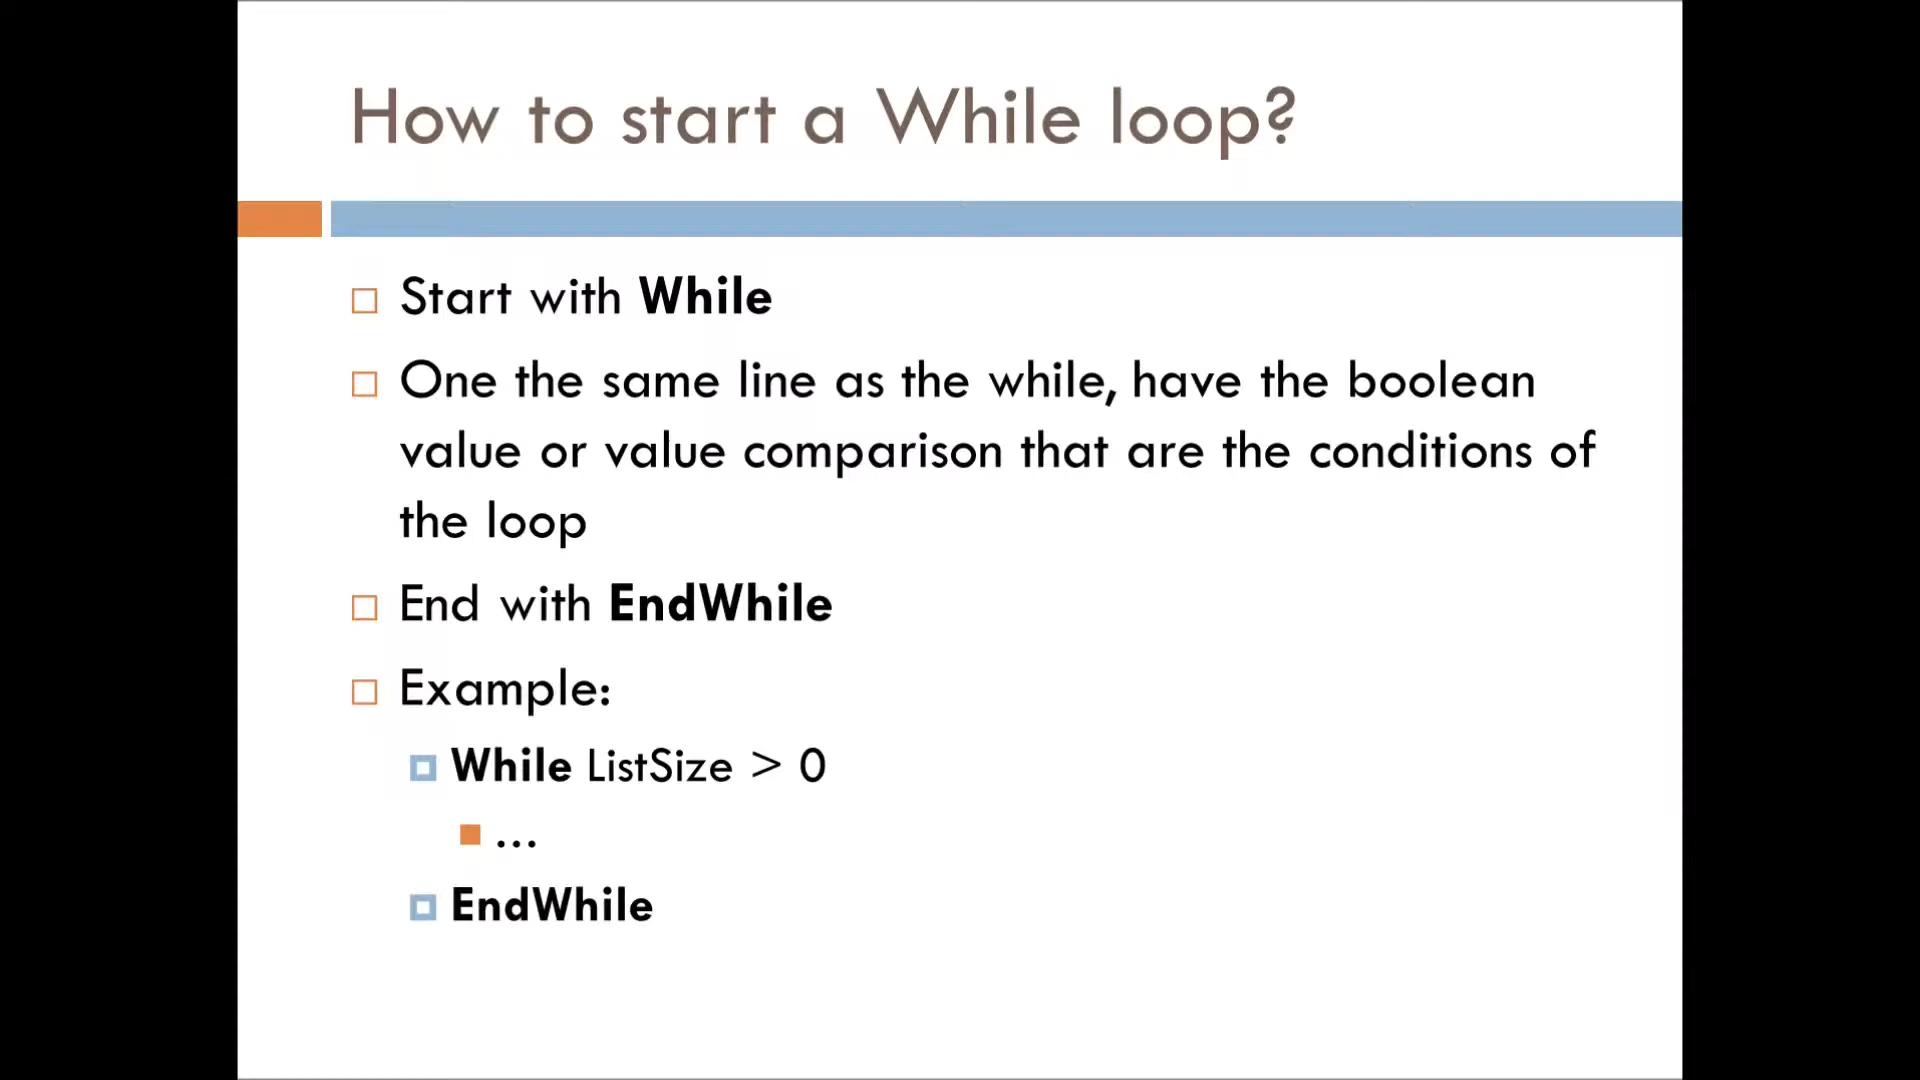 How to start a While loop?
Start with While
One the same line as the while, have the boolean
value or value comparison that are the conditions of
the loop
End with EndWhile
Example:
While ListSize > 0
...
EndWhile